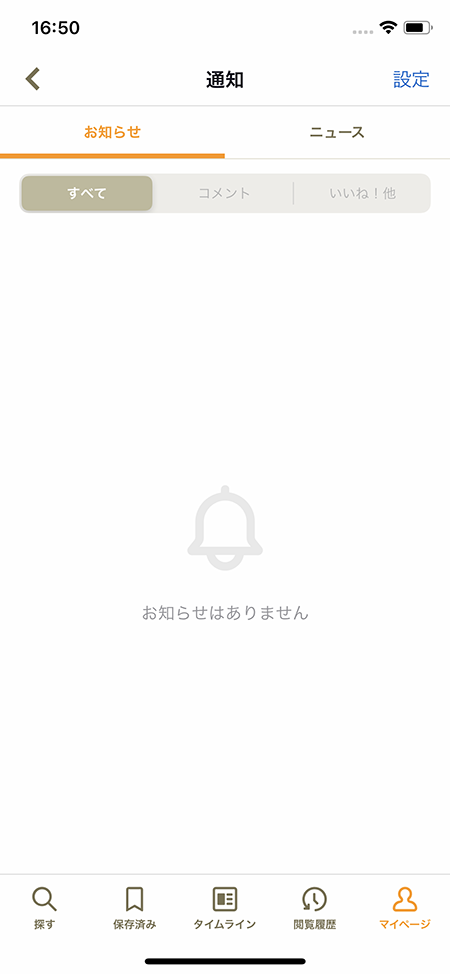 16:50
通知
設定
お知らせ
ニュース
すべて
コメント
いいね！他
お知らせはありません
探す
保存済み
タイムライン
閲覧履歴
マイページ